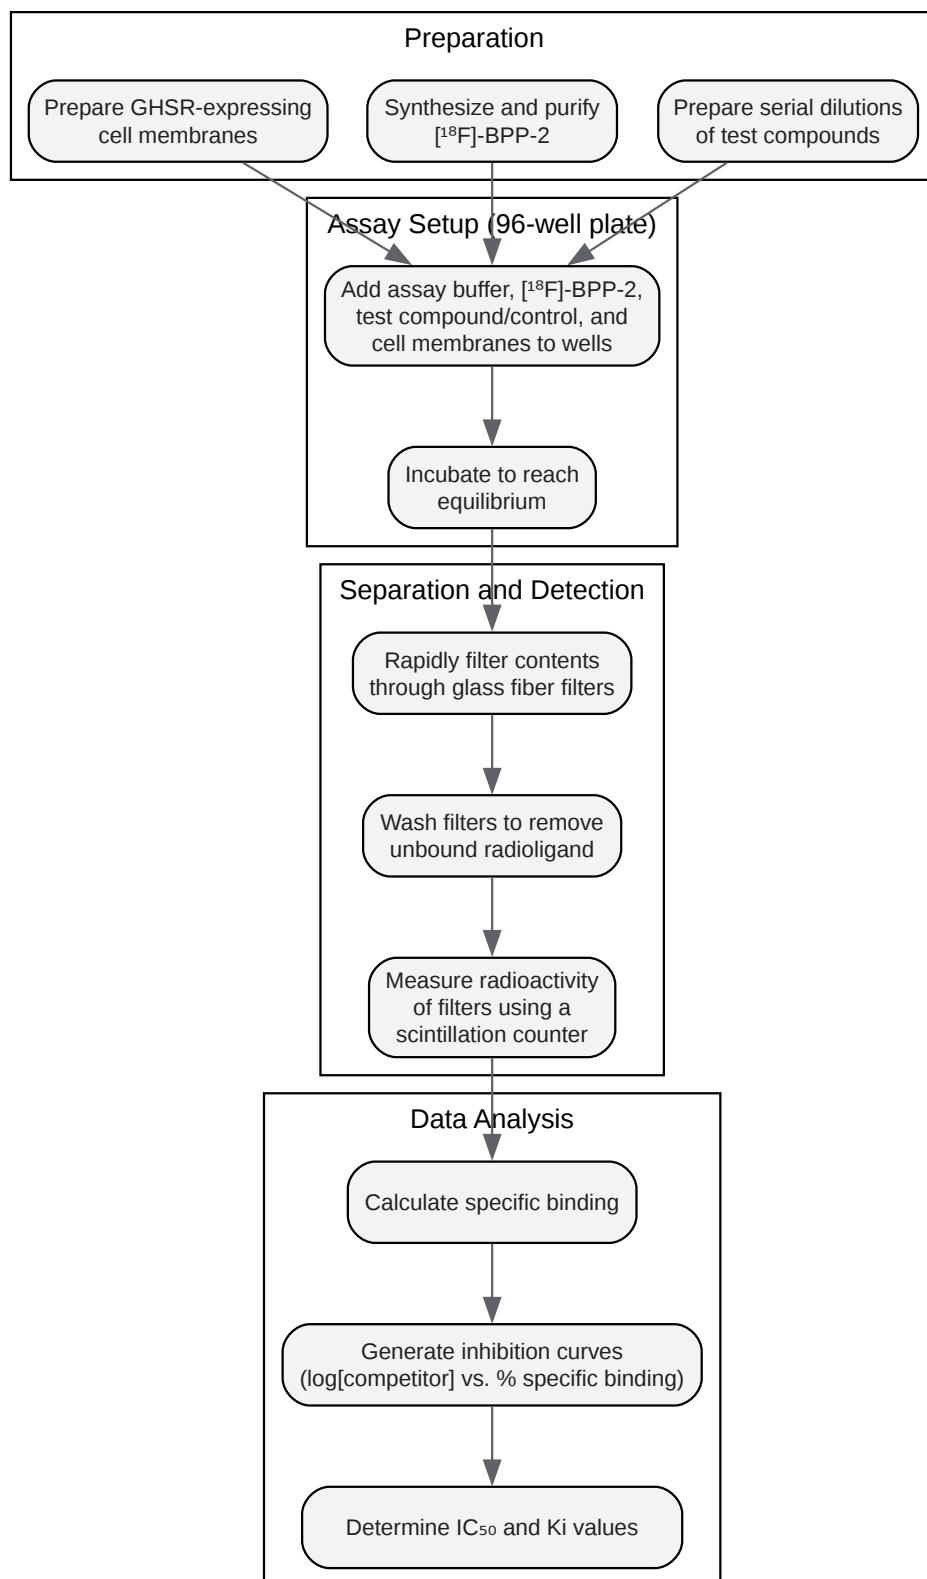 Preparation
Prepare GHSR-expressing
cell membranes
Synthesize and purify
[¹⁸F]-BPP-2
Prepare serial dilutions
of test compounds
Assay Setup (96-well plate)
Add assay buffer, [¹⁸F]-BPP-2,
test compound/control, and
cell membranes to wells
Incubate to reach
equilibrium
Separation and Detection
Rapidly filter contents
through glass fiber filters
Wash filters to remove
unbound radioligand
Measure radioactivity
of filters using a
scintillation counter
Data Analysis
Calculate specific binding
Generate inhibition curves
(log[competitor] vs. % specific binding)
Determine IC₅₀ and Ki values